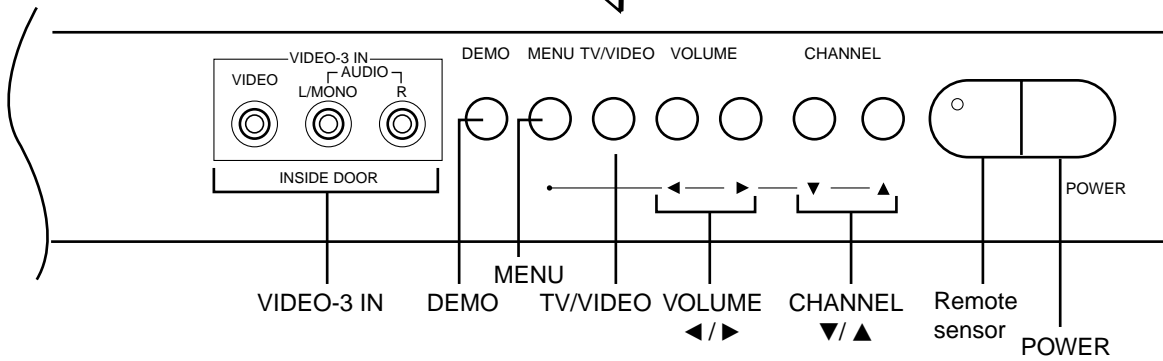 DEMO MENU TV/VIDEO VOLUME CHANNEL
VIDEO-3 IN
AUDIO
VIDEO
L/MONO R
INSIDE DOOR
◀ ▶ ▼ ▲
POWER
MENU
VIDEO-3 IN DEMO TV/VIDEO VOLUME CHANNEL Remote
◀ / ▶ ▼/ ▲ sensor
POWER